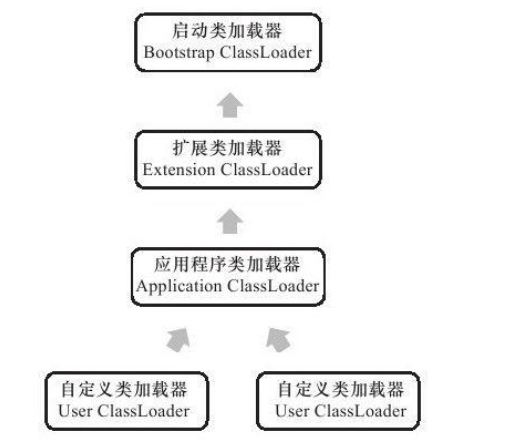 启动类加载器
Bootstrap ClassLoader
扩展类加载器
Extension ClassLoader
应用程序类加载器
Application ClassLoader
自定义类加载器
User ClassLoader
自定义类加载器
User ClassLoader